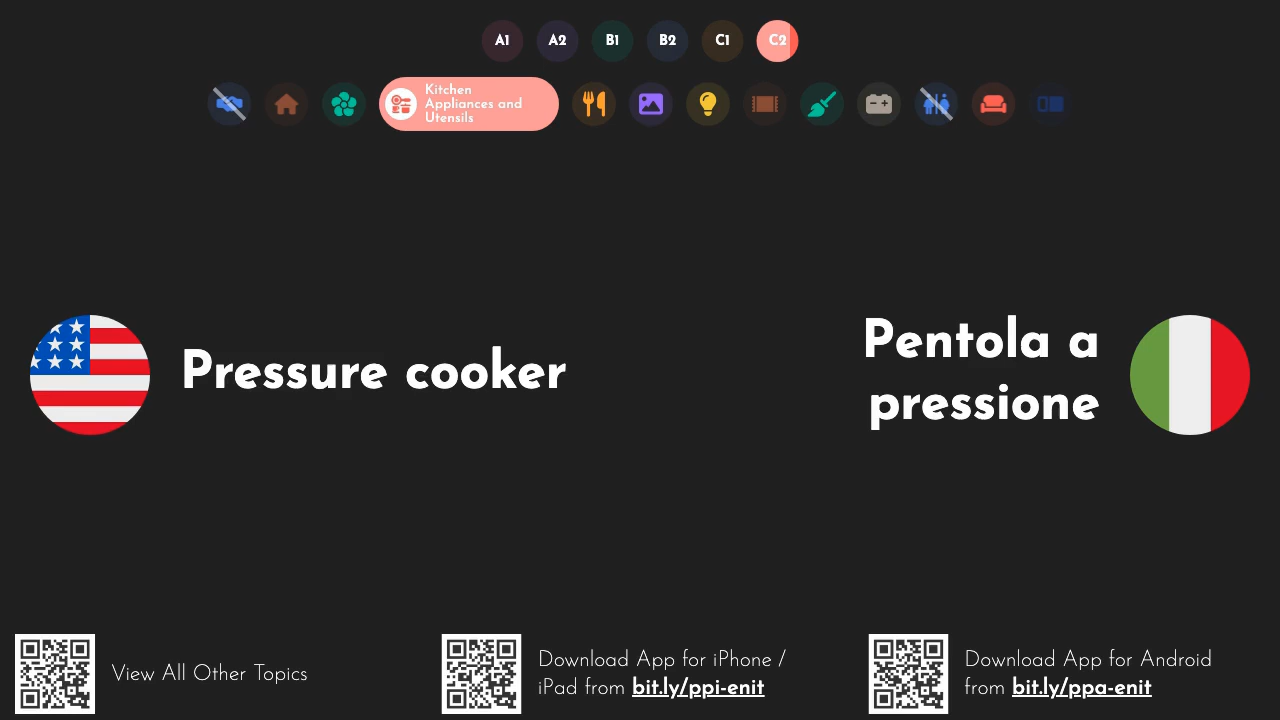 A1 A2 B1 B2 C1 C2
Kitchen
Appliances and
Utensils
Pressure cooker
Pentola a
pressione
View All Other Topics
Download App for iPhone /
iPad from bit.ly/ppi-enit
Download App for Android
from bit.ly/ppa-enit